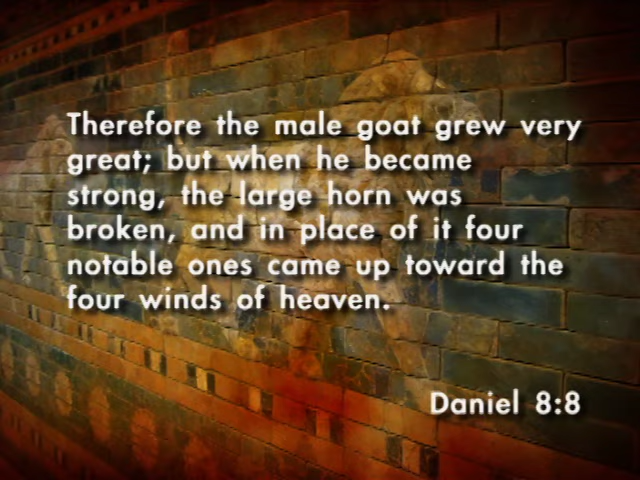 Therefore the male goat grew very
great; but when he became
strong, the large horn was
broken, and in place of it four
notable ones came up toward the
four winds of heaven.
Daniel 8:8